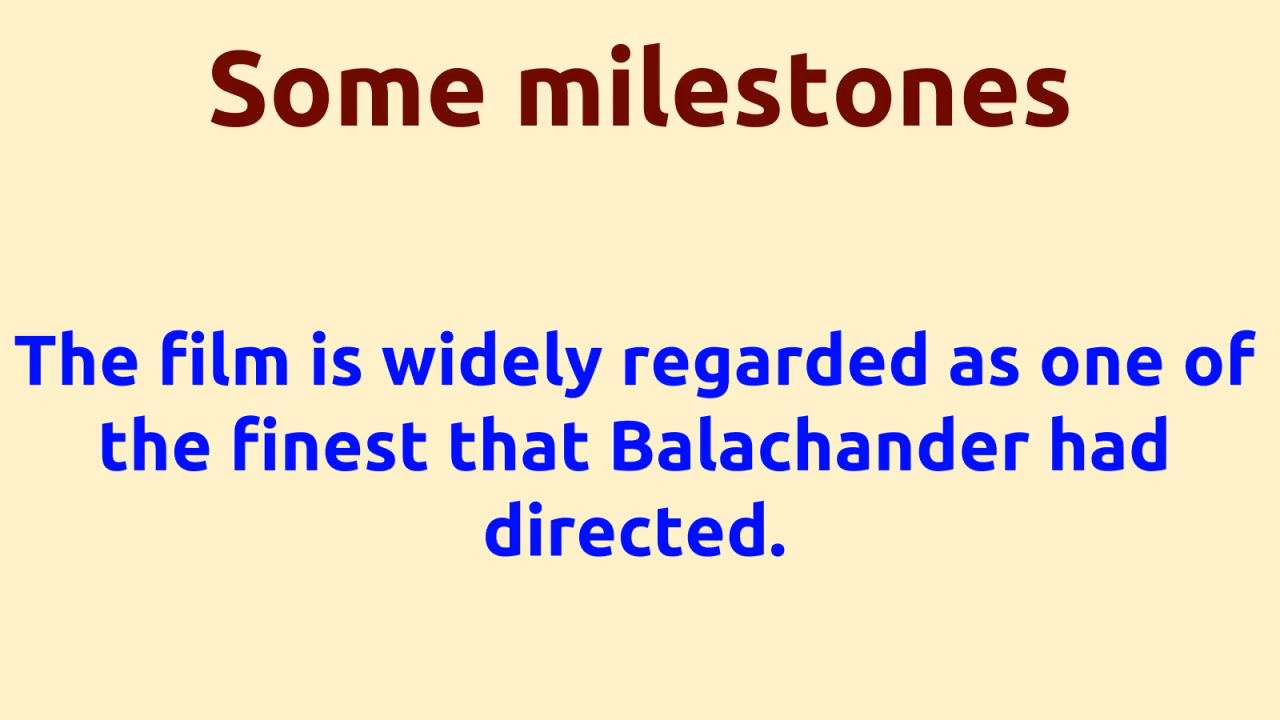 Some milestones
The film is widely regarded as one of
the finest that Balachander had
directed.